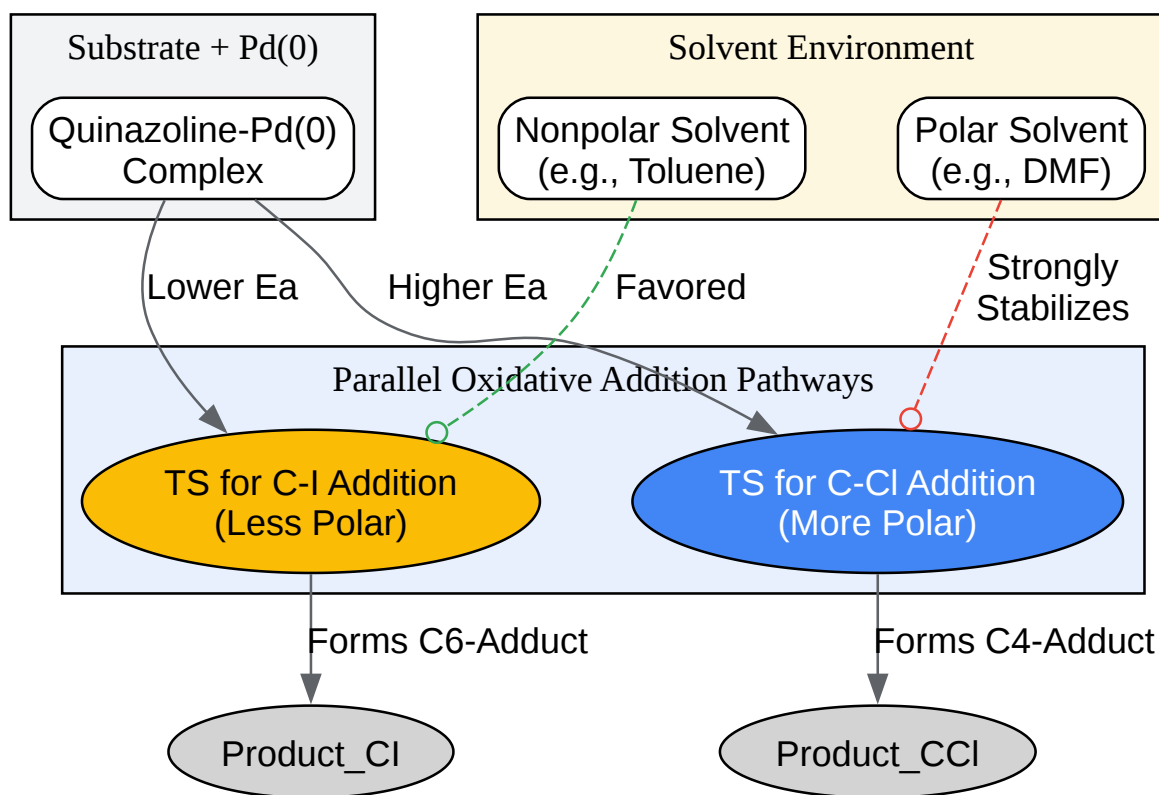 Substrate + Pd(0)
Solvent Environment
Quinazoline-Pd(0)
Complex
Nonpolar Solvent
(e.g., Toluene)
Polar Solvent
(e.g., DMF)
Lower Ea
Higher Ea
Favored
Strongly
Stabilizes
Parallel Oxidative Addition Pathways
TS for C-I Addition
(Less Polar)
TS for C-Cl Addition
(More Polar)
Forms C6-Adduct
Forms C4-Adduct
Product_CI
Product_CCl